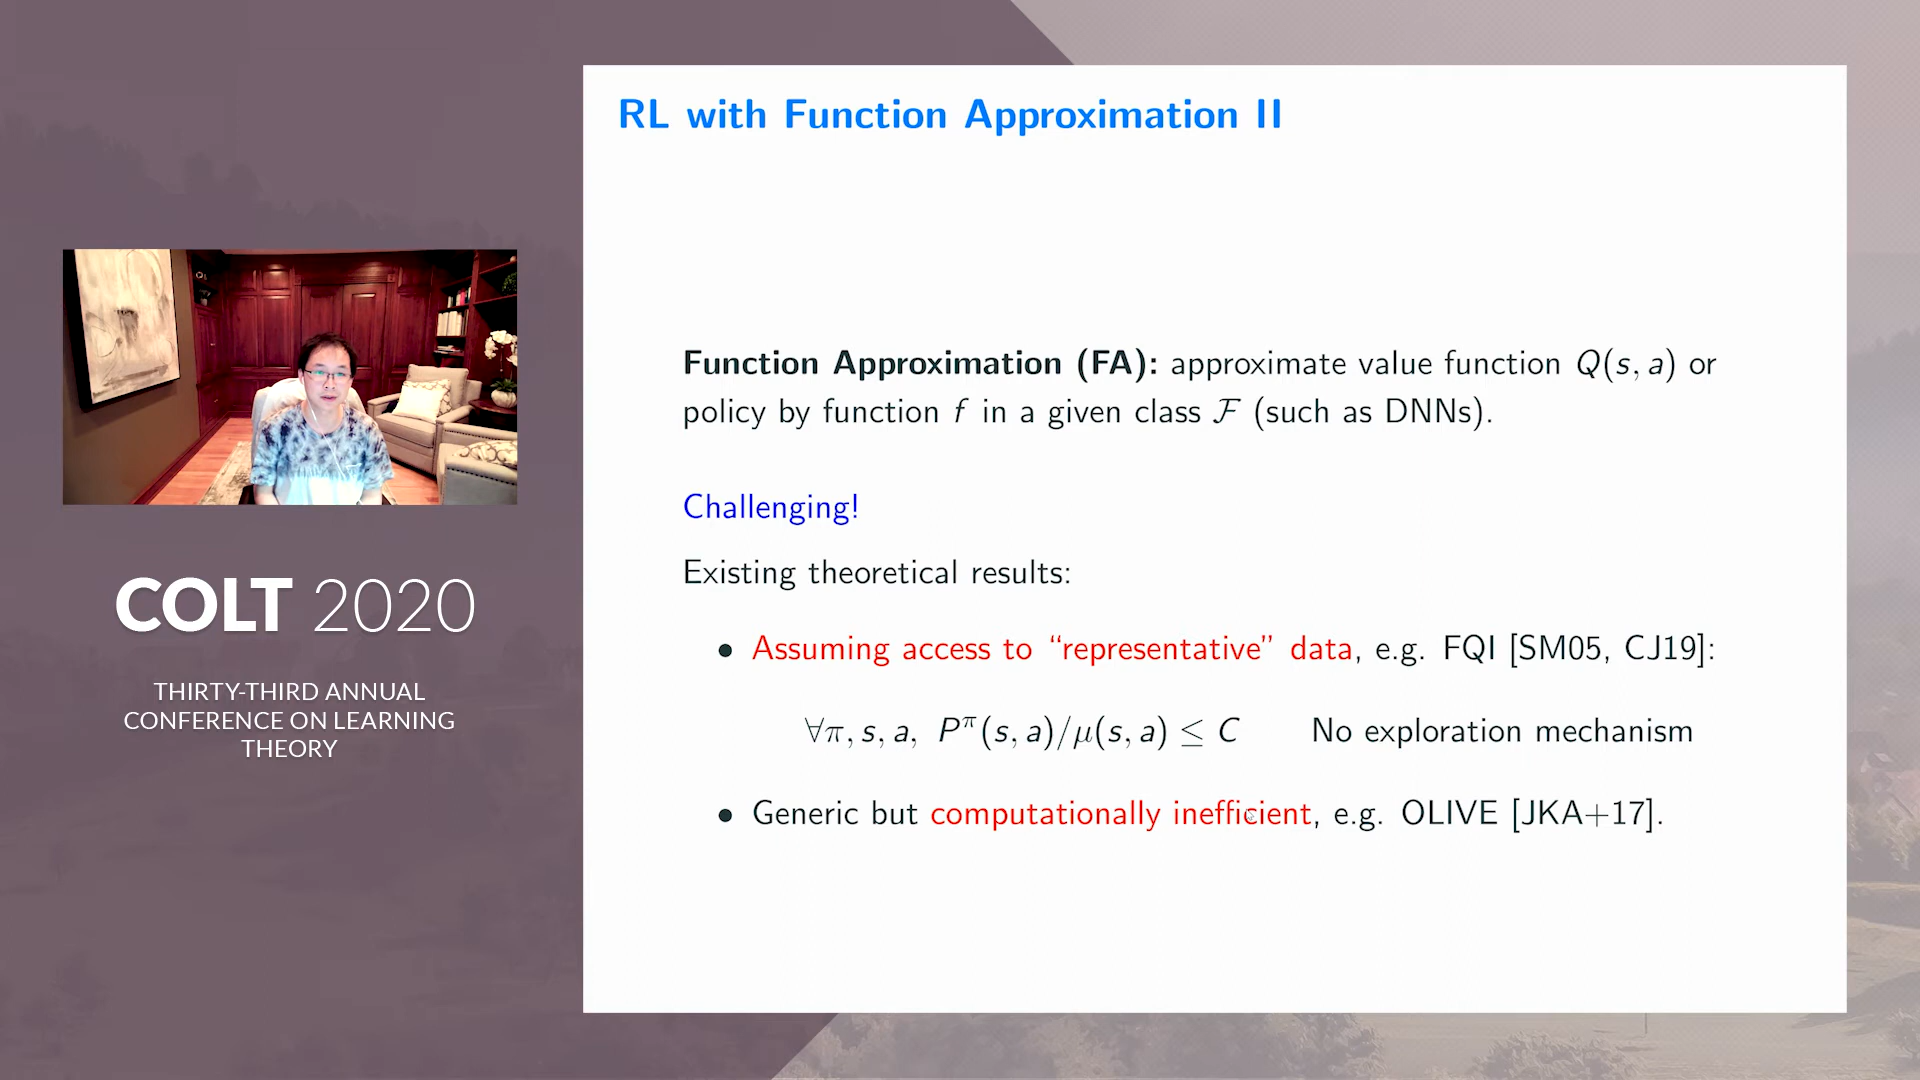 RL with Function Approximation II
Function Approximation (FA): approximate value function Q(s, a) or
policy by function f in a given class ℱ (such as DNNs).
Challenging!
Existing theoretical results:
• Assuming access to “representative” data, e.g. FQI [SM05, CJ19]:
∀π, s, a, P^π(s, a)/μ(s, a) ≤ C No exploration mechanism
• Generic but computationally inefficient, e.g. OLIVE [JKA+17].
COLT 2020
THIRTY-THIRD ANNUAL
CONFERENCE ON LEARNING
THEORY